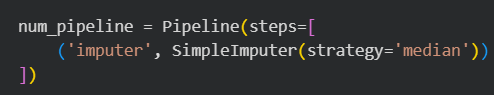 num_pipeline = Pipeline(steps=[
    ('imputer', SimpleImputer(strategy='median'))
])